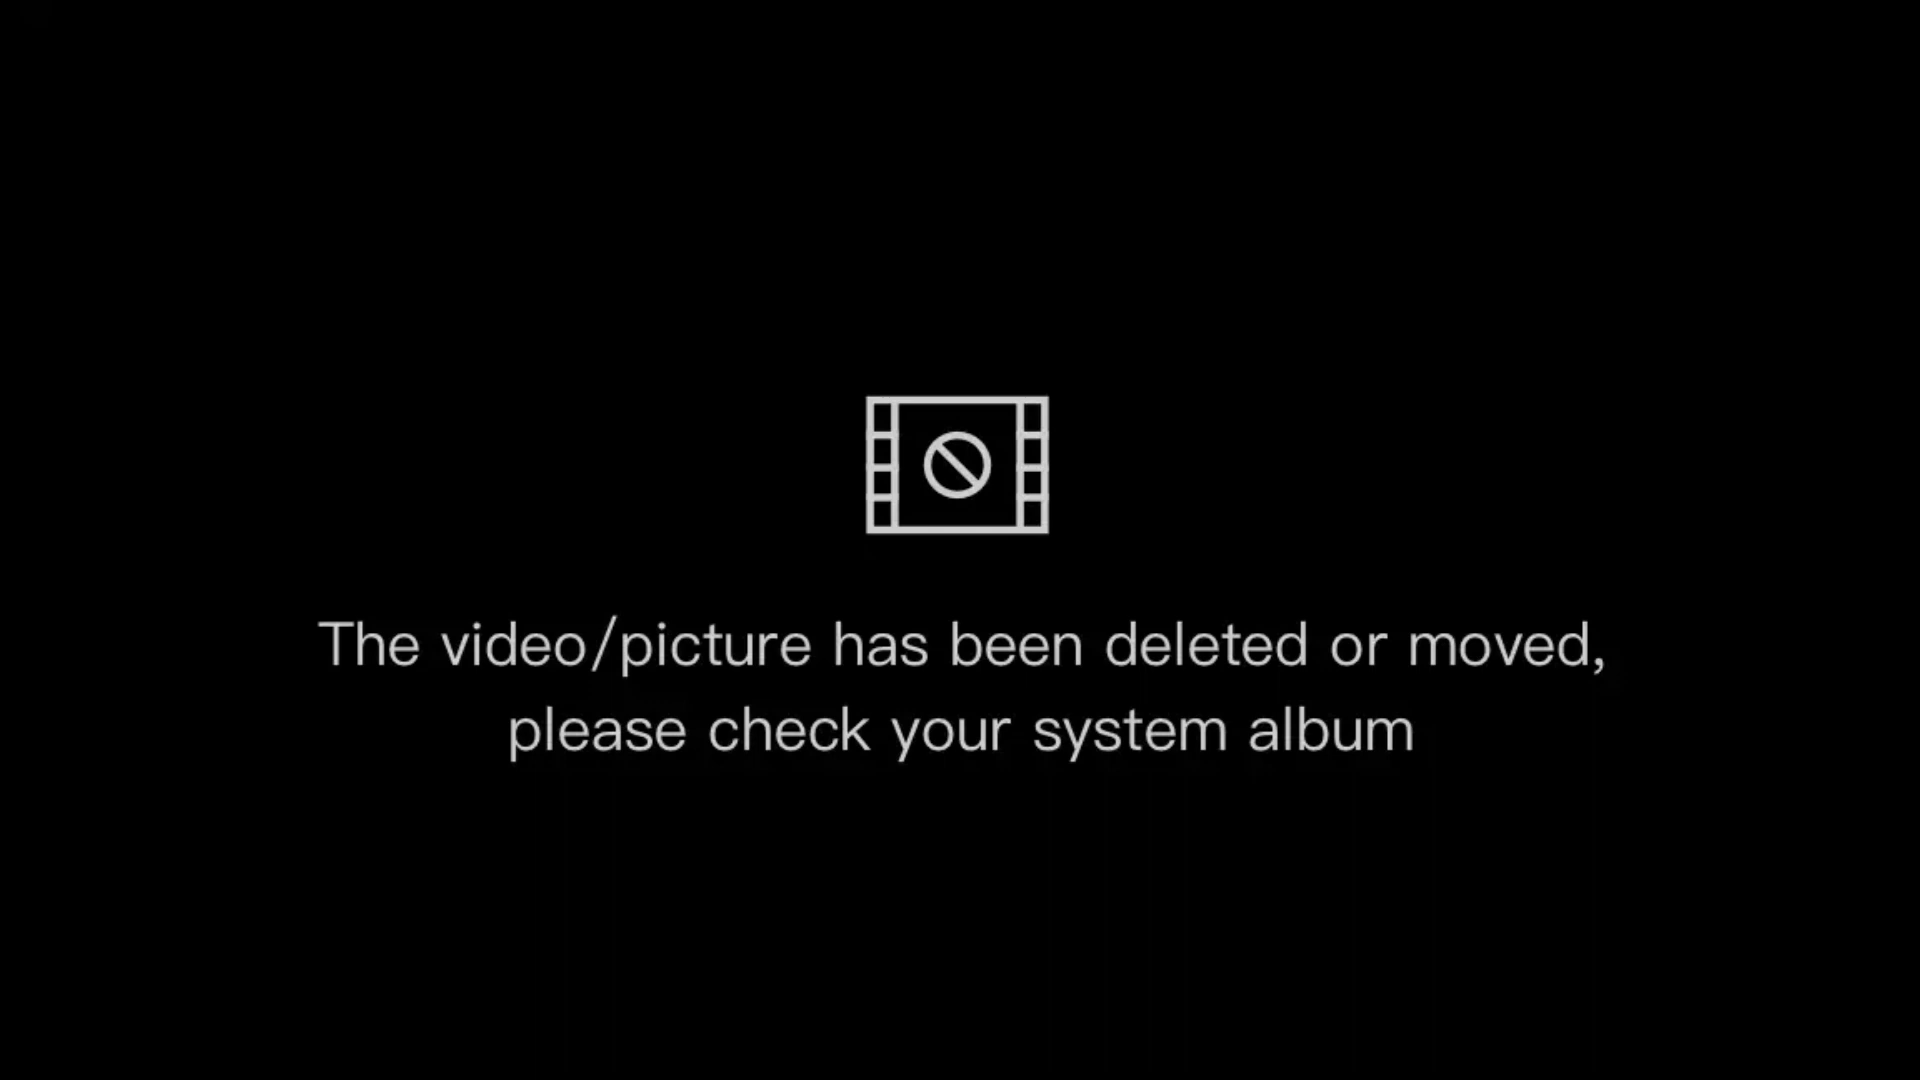 The video/picture has been deleted or moved,
please check your system album